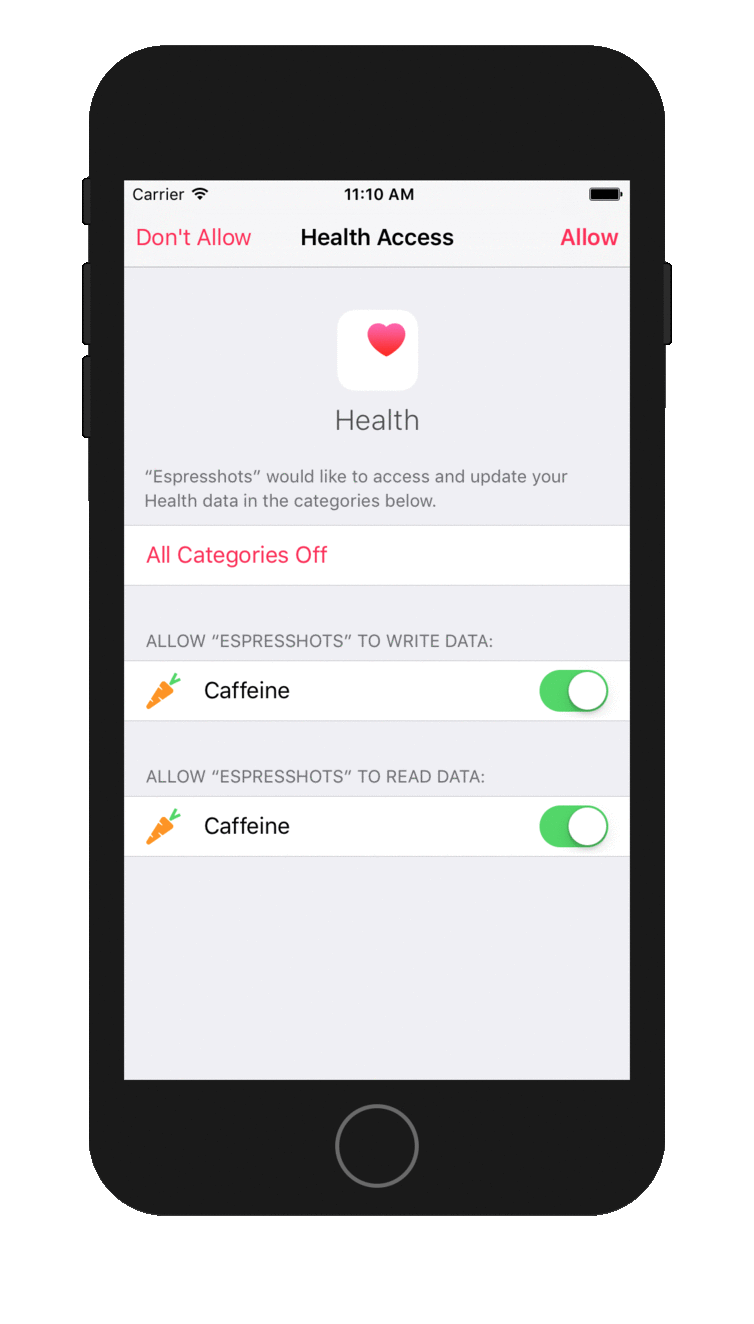 Carrier 11:10 AM
Don't Allow Health Access Allow
Health
“Espresshots” would like to access and update your
Health data in the categories below.
All Categories Off
ALLOW “ESPRESSHOTS” TO WRITE DATA:
Caffeine
ALLOW “ESPRESSHOTS” TO READ DATA:
Caffeine